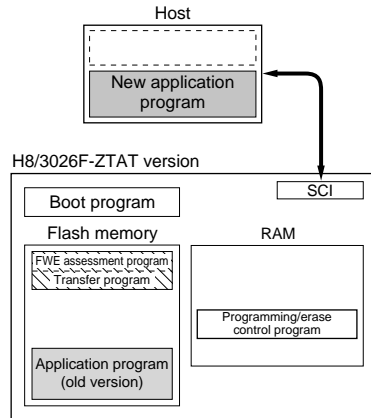 Host
New application
program
H8/3026F-ZTAT version
SCI
Boot program
Flash memory
RAM
FWE assessment program
Transfer program
Programming/erase
control program
Application program
(old version)